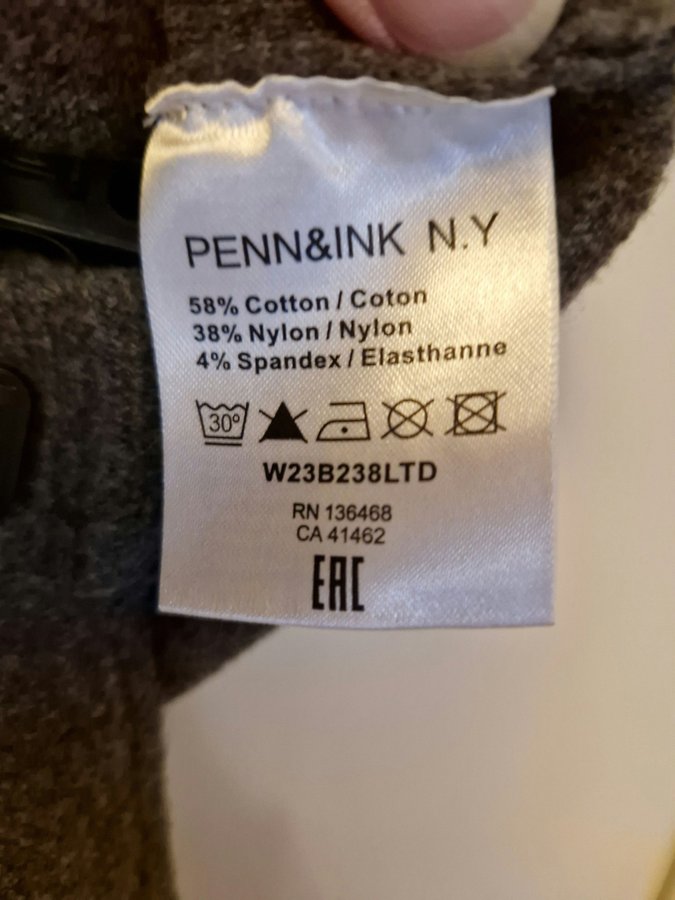 PENN&INK N.Y
58% Cotton / Coton
38% Nylon / Nylon
4% Spandex / Elasthanne
30°
W23B238LTD
RN 136468
CA 41462
EAC